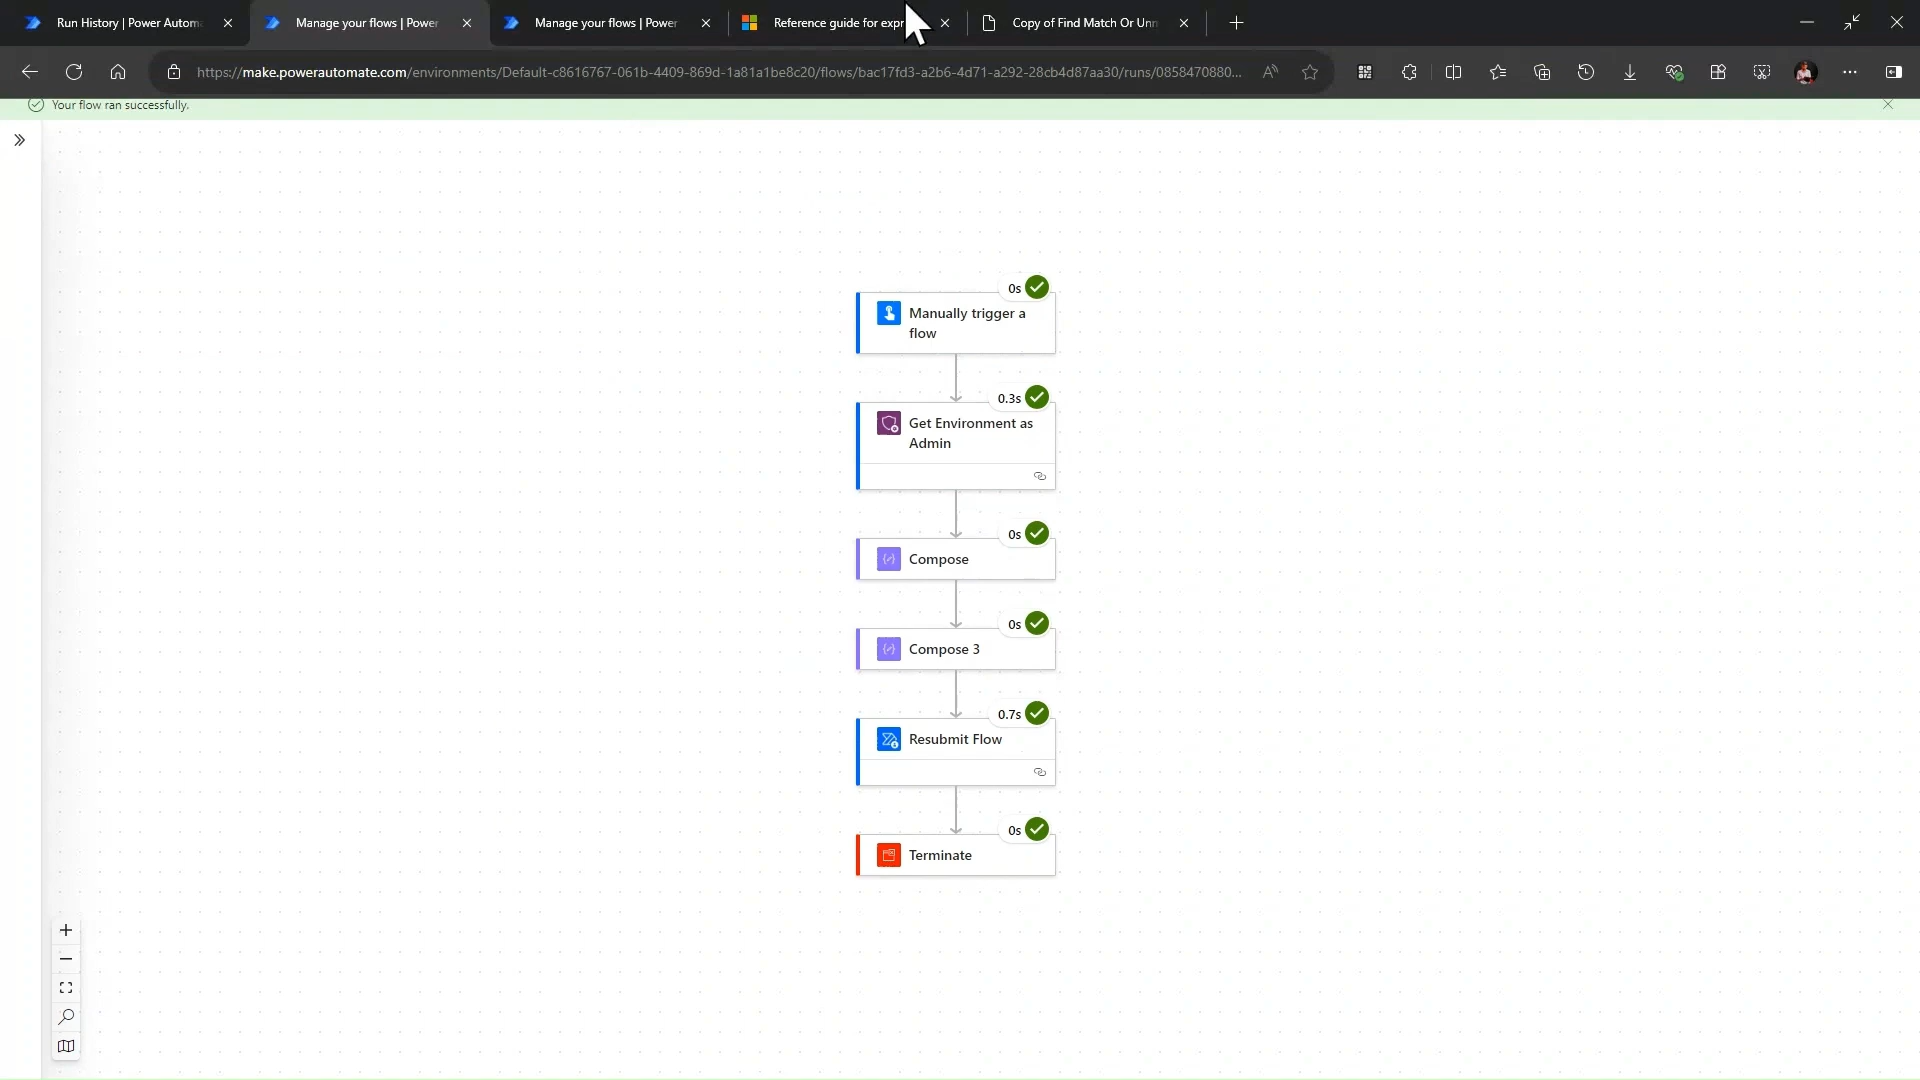 Run History | Power Autom
Manage your flows | Power
Manage your flows | Power
Reference guide for expr
Copy of Find Match Or Unn
https://make.powerautomate.com/environments/Default-c8616767-061b-4409-869d-1a81a1be8c20/flows/bac17fd3-a2b6-4d71-a292-28cb4d87aa30/runs/0858470880...
Your flow ran successfully.
0s
Manually trigger a
flow
0.3s
Get Environment as
Admin
0s
Compose
0s
Compose 3
0.7s
Resubmit Flow
0s
Terminate